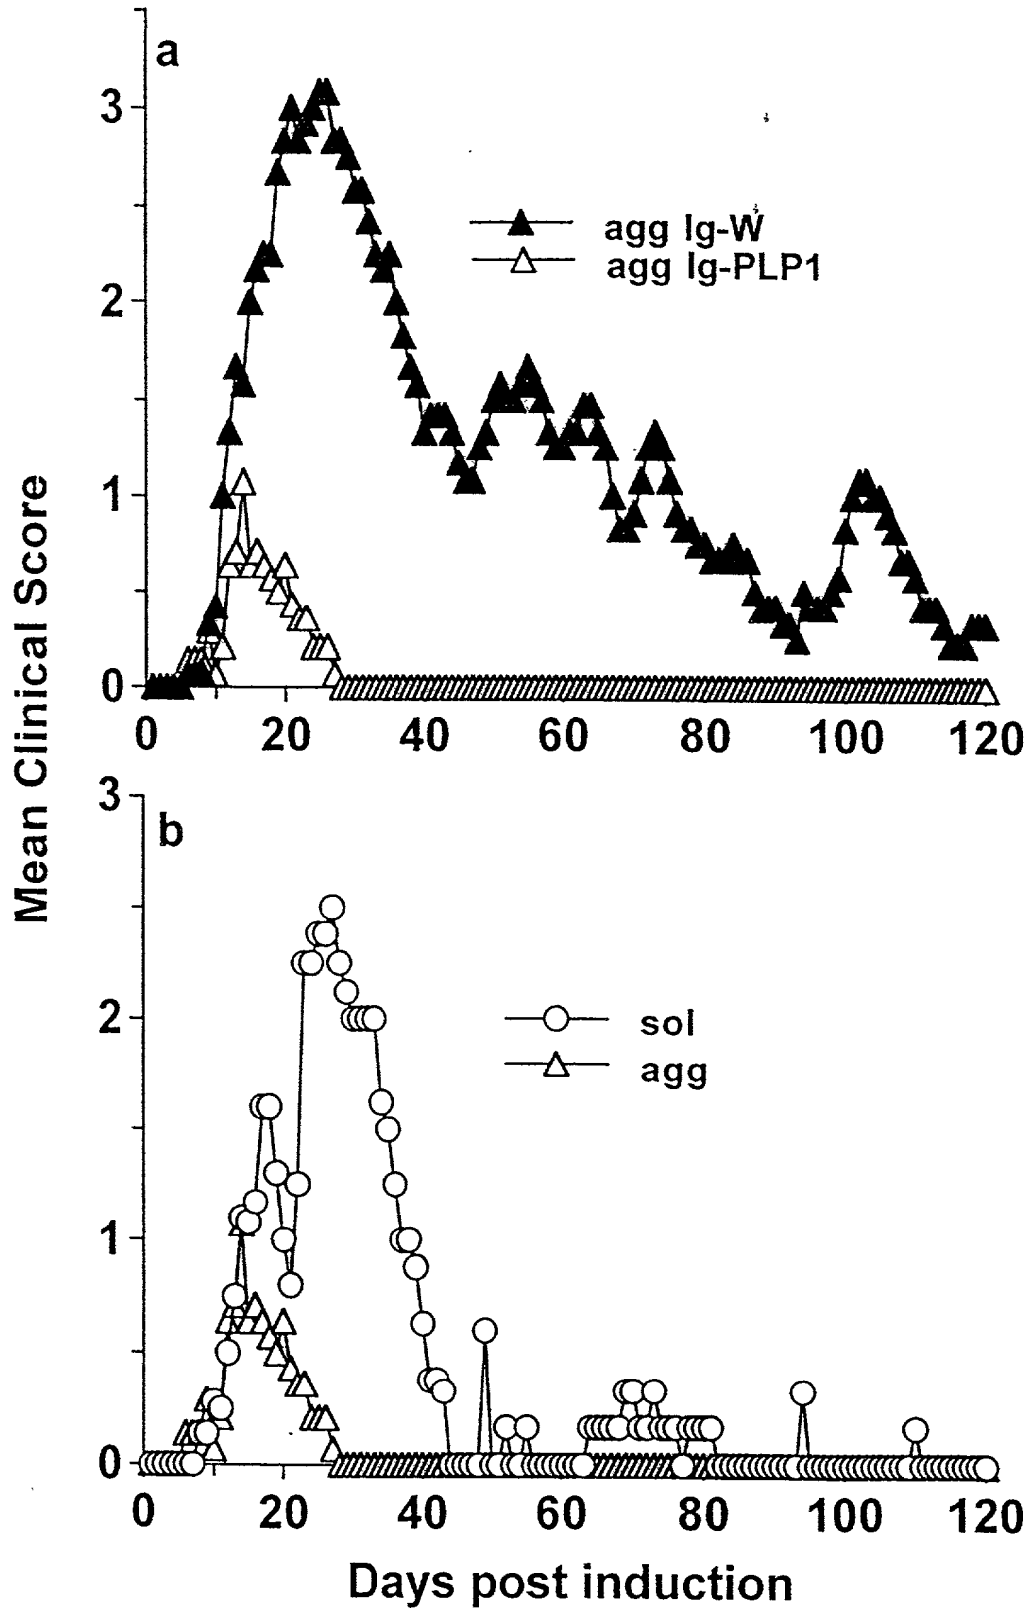 a
3
2
1
0
agg Ig-W
agg Ig-PLP1
0 20 40 60 80 100 120
Mean Clinical Score
b
3
2
1
0
sol
agg
0 20 40 60 80 100 120
Days post induction